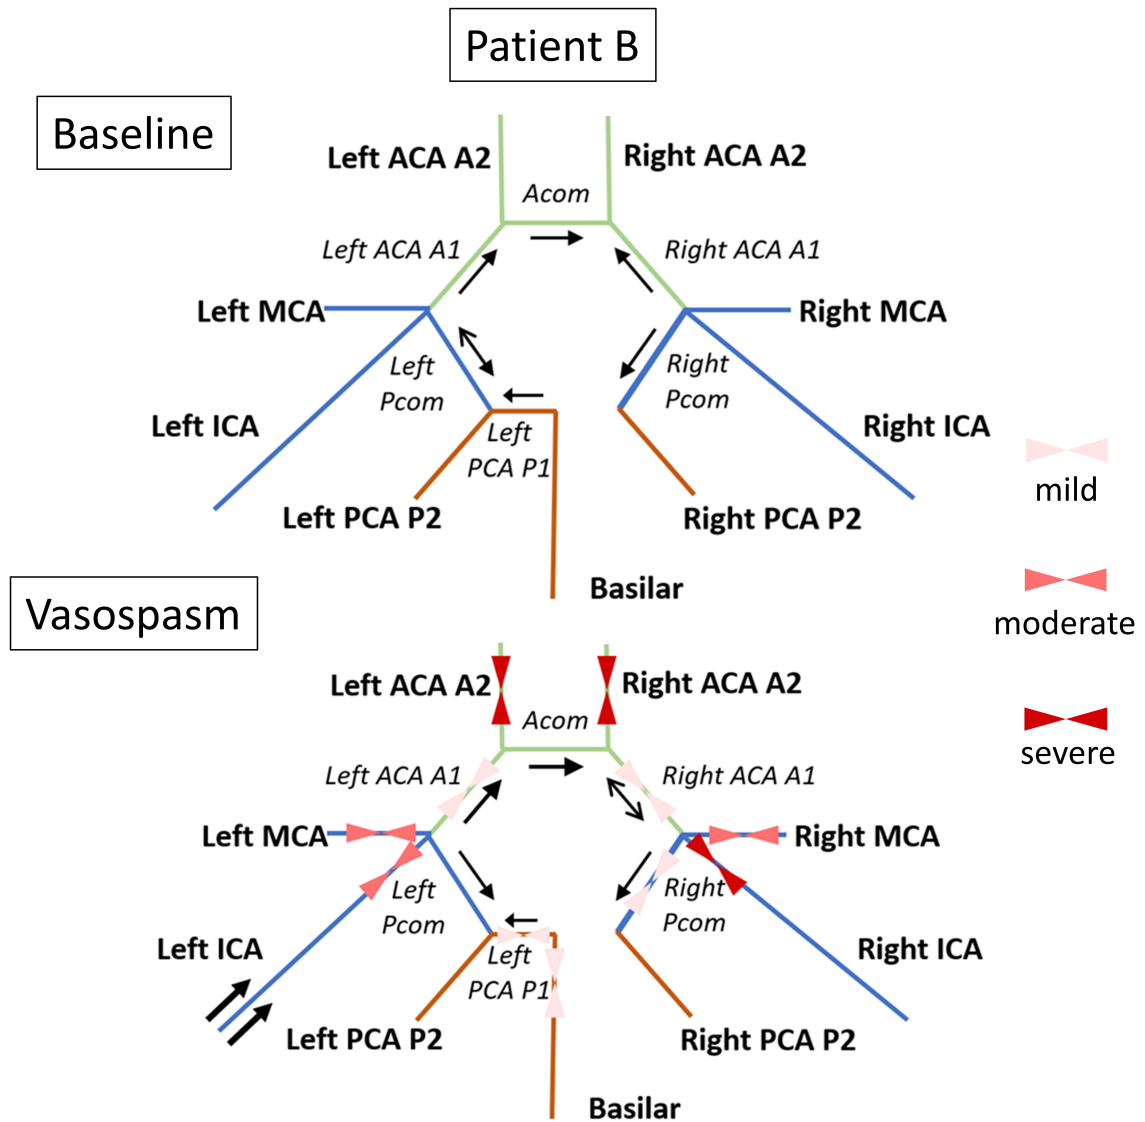 Patient B
Baseline
Left ACA A2
Right ACA A2
Acom
Left ACA A1
Right ACA A1
Left MCA
Right MCA
Left
Pcom
Right
Pcom
Left ICA
Right ICA
Left
PCA P1
Left PCA P2
Right PCA P2
Basilar
mild
moderate
severe
Vasospasm
Left ACA A2
Right ACA A2
Acom
Left ACA A1
Right ACA A1
Left MCA
Right MCA
Left
Pcom
Right
Pcom
Left ICA
Right ICA
Left
PCA P1
Left PCA P2
Right PCA P2
Basilar